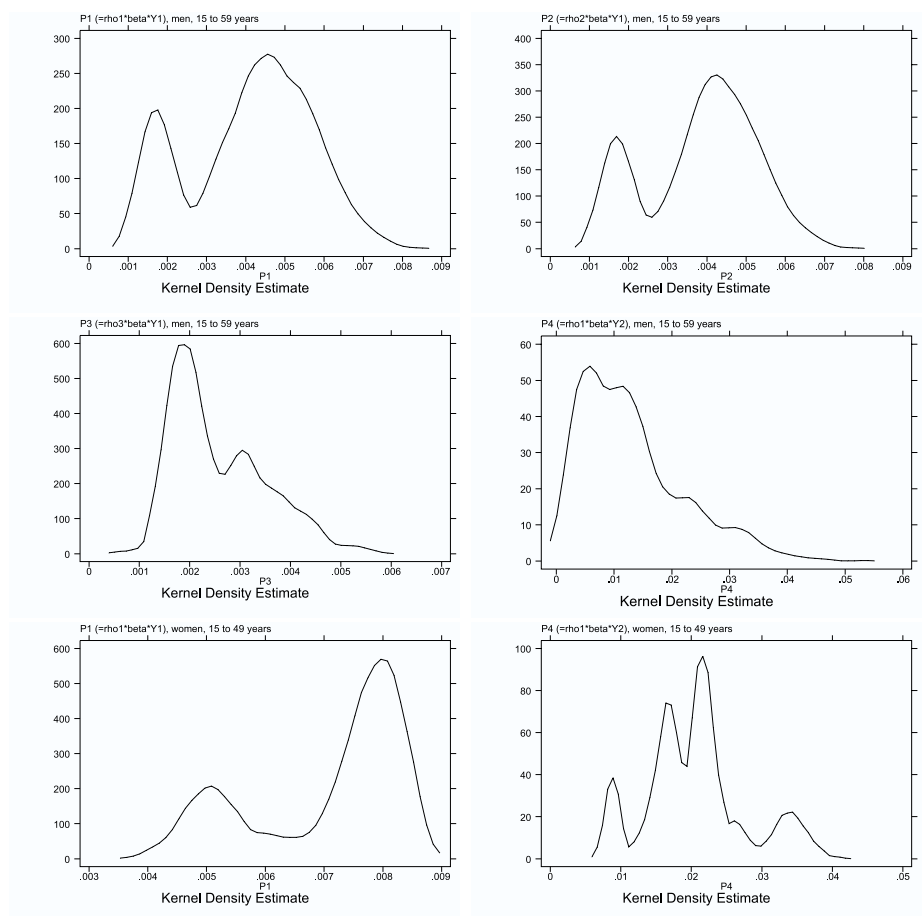 P1 (=rho1*beta*Y1), men, 15 to 59 years
300
250
200
150
100
50
0
0 .001 .002 .003 .004 .005 .006 .007 .008 .009
P1
Kernel Density Estimate
P2 (=rho2*beta*Y1), men, 15 to 59 years
400
350
300
250
200
150
100
50
0
0 .001 .002 .003 .004 .005 .006 .007 .008 .009
P2
Kernel Density Estimate
P3 (=rho3*beta*Y1), men, 15 to 59 years
600
500
400
300
200
100
0
0 .001 .002 .003 .004 .005 .006 .007
P3
Kernel Density Estimate
P4 (=rho1*beta*Y2), men, 15 to 59 years
60
50
40
30
20
10
0
0 .01 .02 .03 .04 .05 .06
P4
Kernel Density Estimate
P1 (=rho1*beta*Y1), women, 15 to 49 years
600
500
400
300
200
100
0
.003 .004 .005 .006 .007 .008 .009
P1
Kernel Density Estimate
P4 (=rho1*beta*Y2), women, 15 to 49 years
100
80
60
40
20
0
0 .01 .02 .03 .04 .05
P4
Kernel Density Estimate